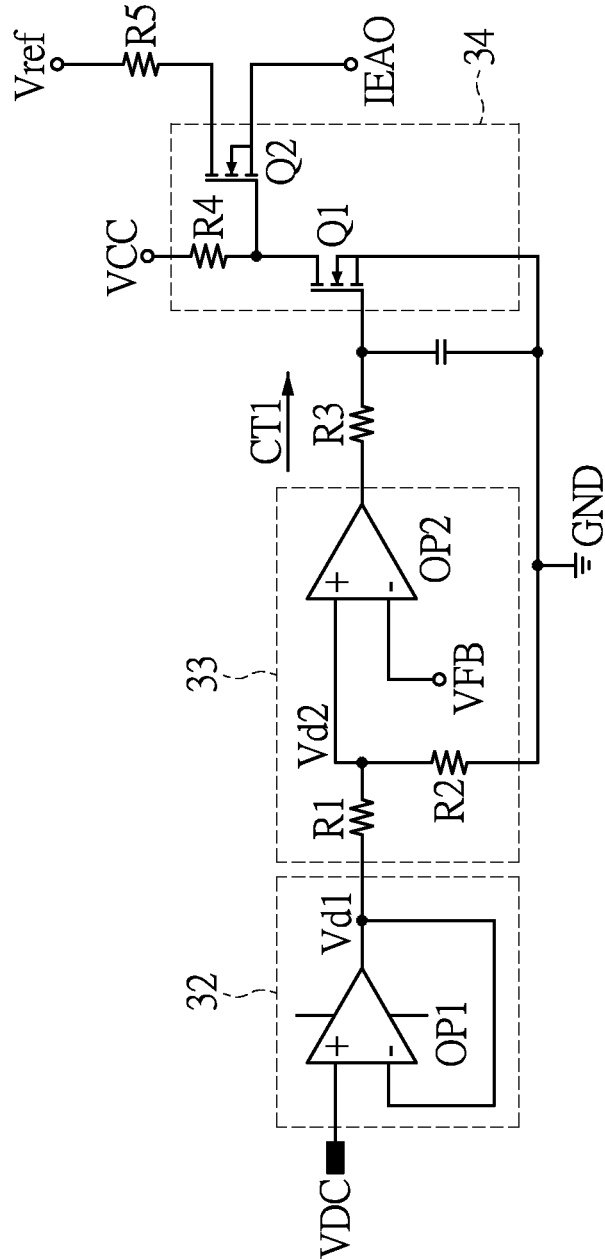 Vref
R5
VCC
R4
Q2
IEAO
34
Q1
CT1
R3
33
Vd2
+
-
OP2
VFB
R1
R2
GND
32
Vd1
+
-
OP1
VDC